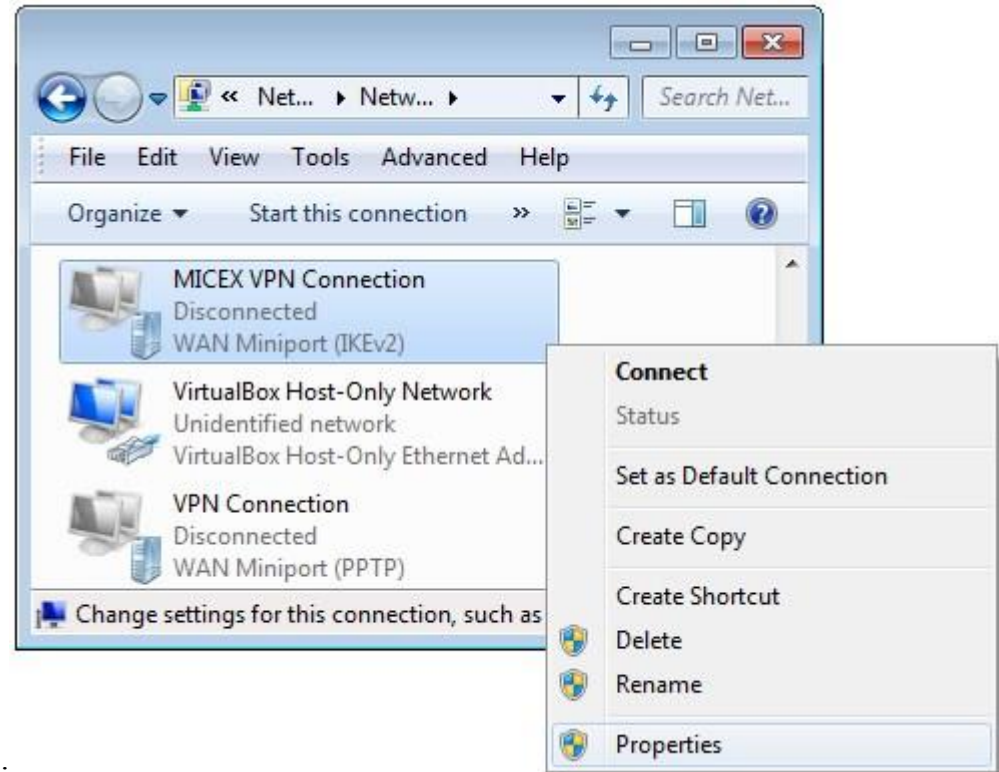 « Net... ▸ Netw... ▸ Search Net...
File Edit View Tools Advanced Help
Organize Start this connection »
MICEX VPN Connection
Disconnected
WAN Miniport (IKEv2)
VirtualBox Host-Only Network
Unidentified network
VirtualBox Host-Only Ethernet Ad...
VPN Connection
Disconnected
WAN Miniport (PPTP)
Change settings for this connection, such as
Connect
Status
Set as Default Connection
Create Copy
Create Shortcut
Delete
Rename
Properties
.